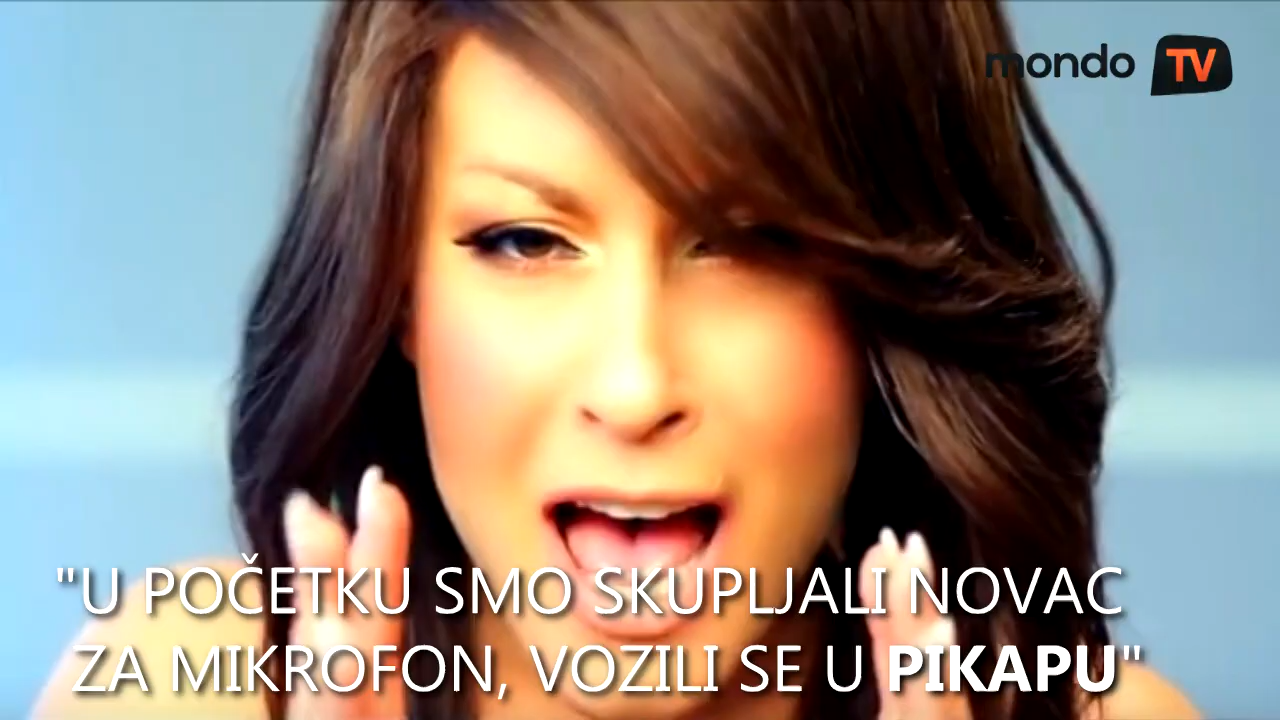 mondo TV
"U POČETKU SMO SKUPLJALI NOVAC
ZA MIKROFON, VOZILI SE U PIKAPU"